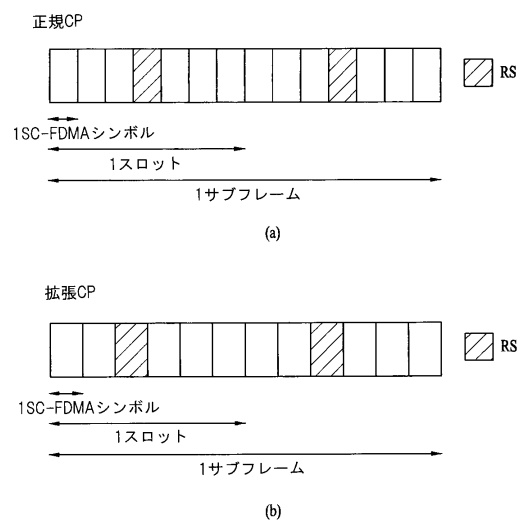 正規CP
RS
1SC-FDMAシンボル
1スロット
1サブフレーム
(a)
拡張CP
RS
1SC-FDMAシンボル
1スロット
1サブフレーム
(b)